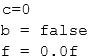 c=0
b = false
f = 0.0f